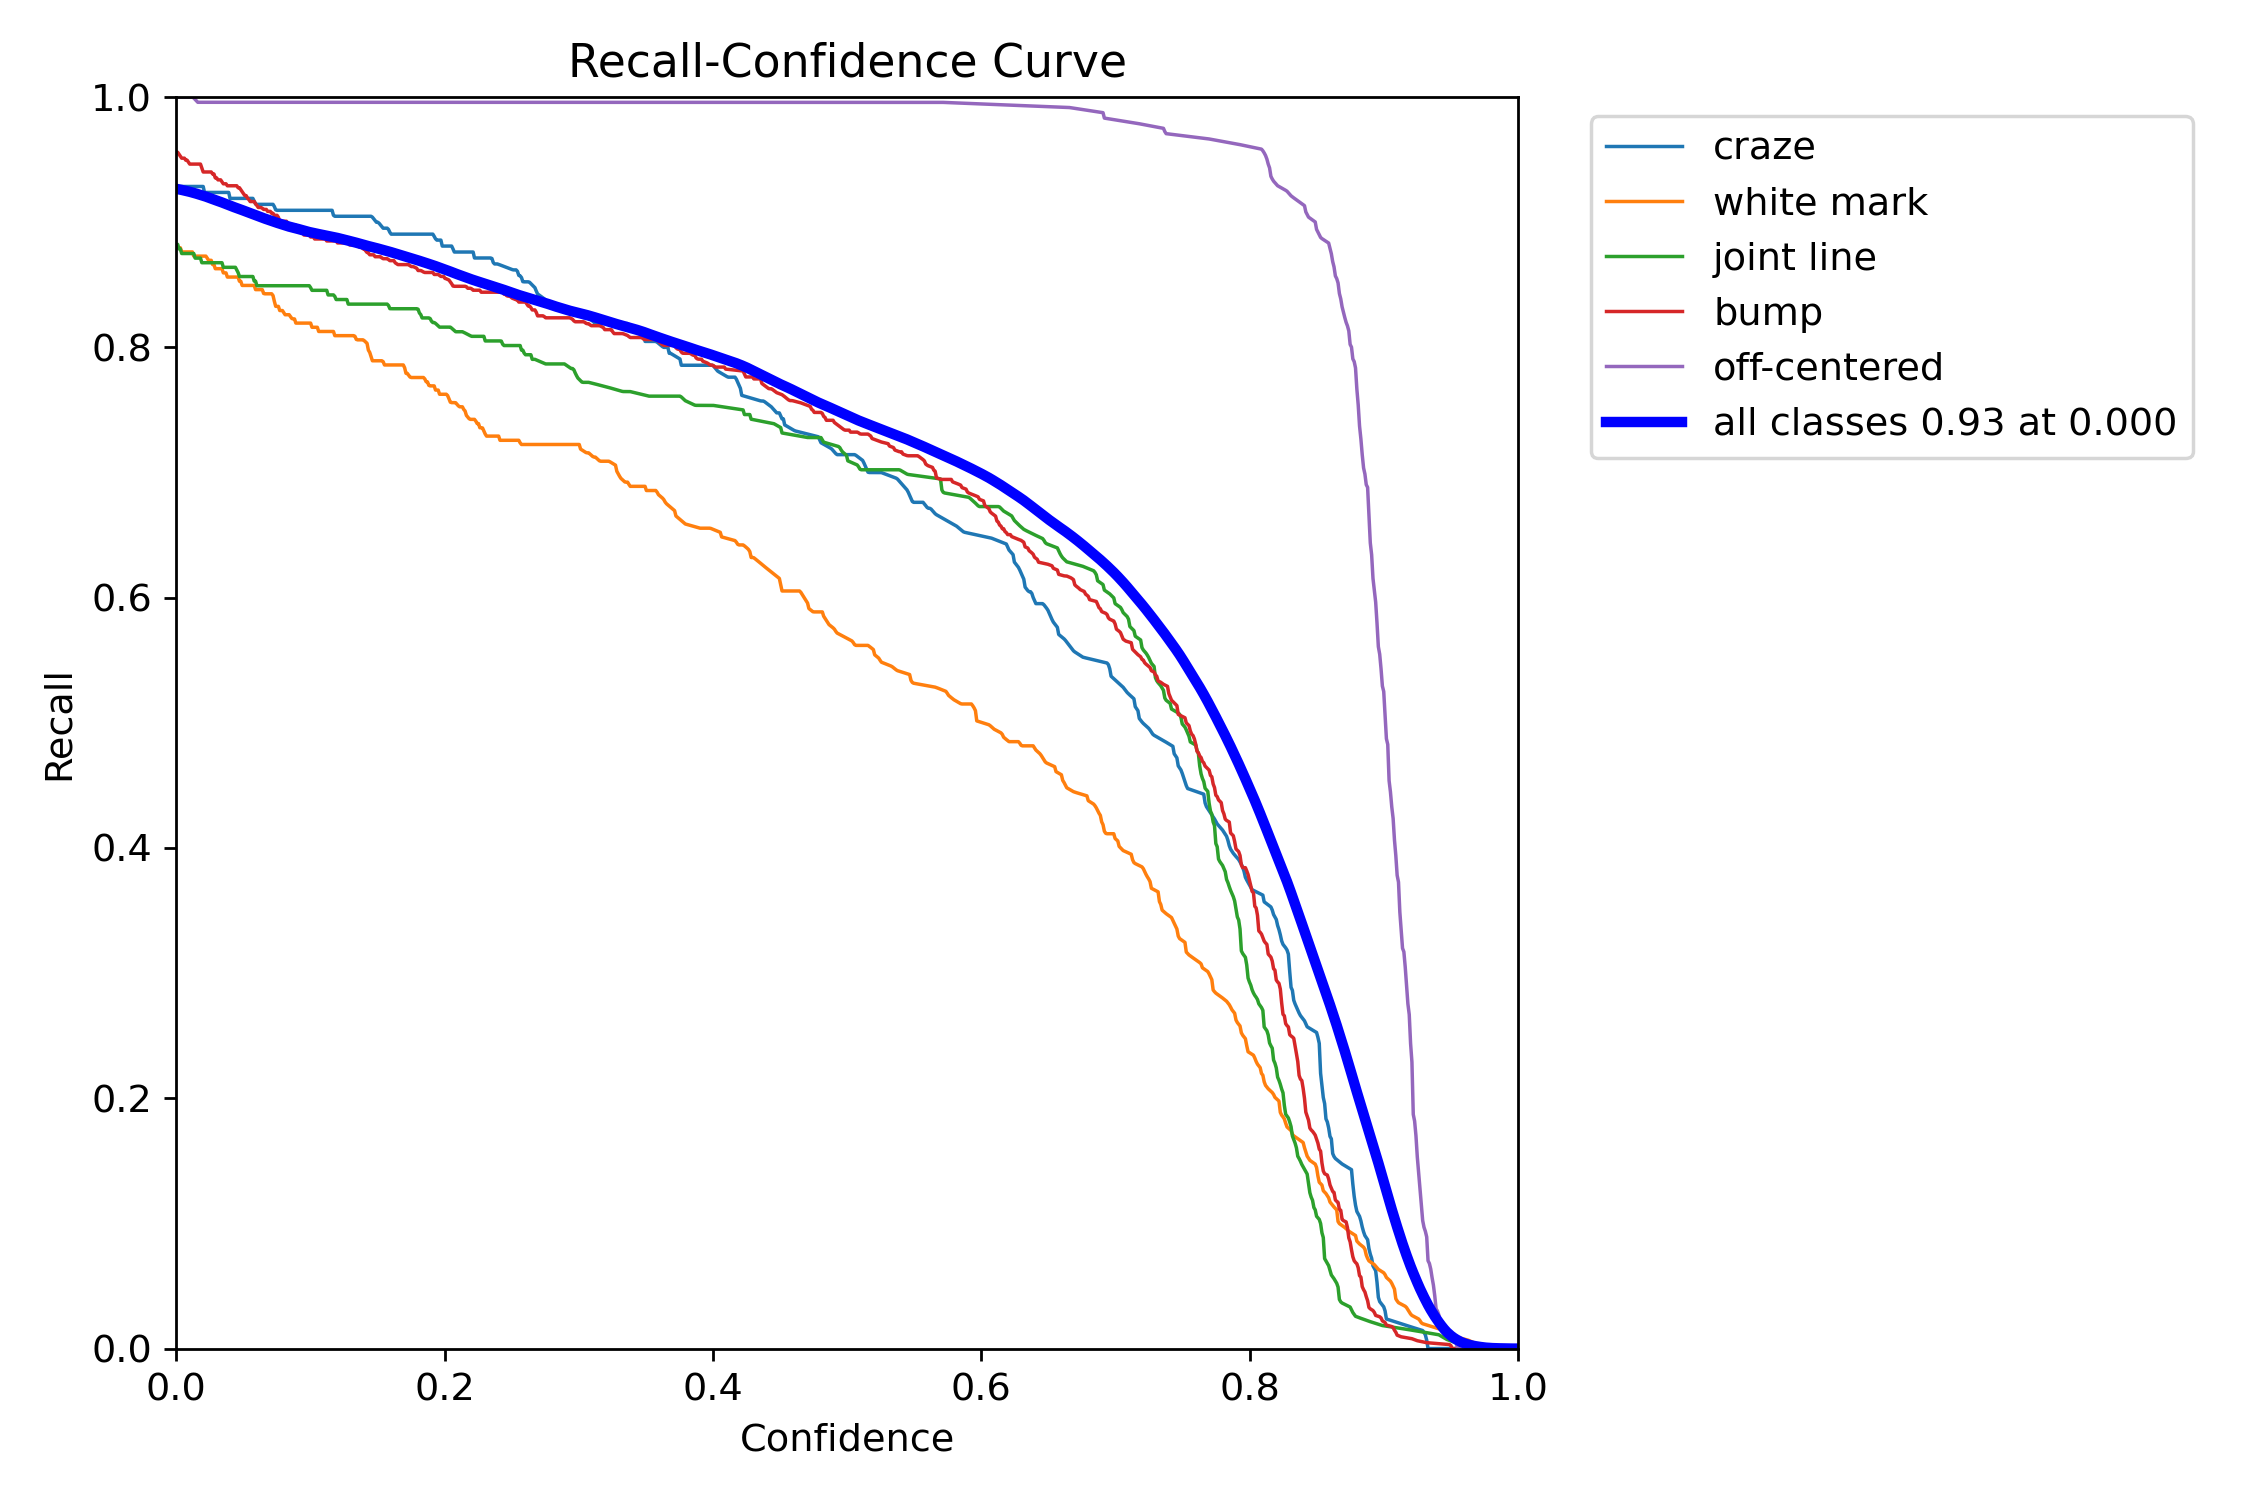 Recall-Confidence Curve
1.0
0.8
0.6
0.4
0.2
0.0
Recall
0.0 0.2 0.4 0.6 0.8 1.0
Confidence
craze
white mark
joint line
bump
off-centered
all classes 0.93 at 0.000